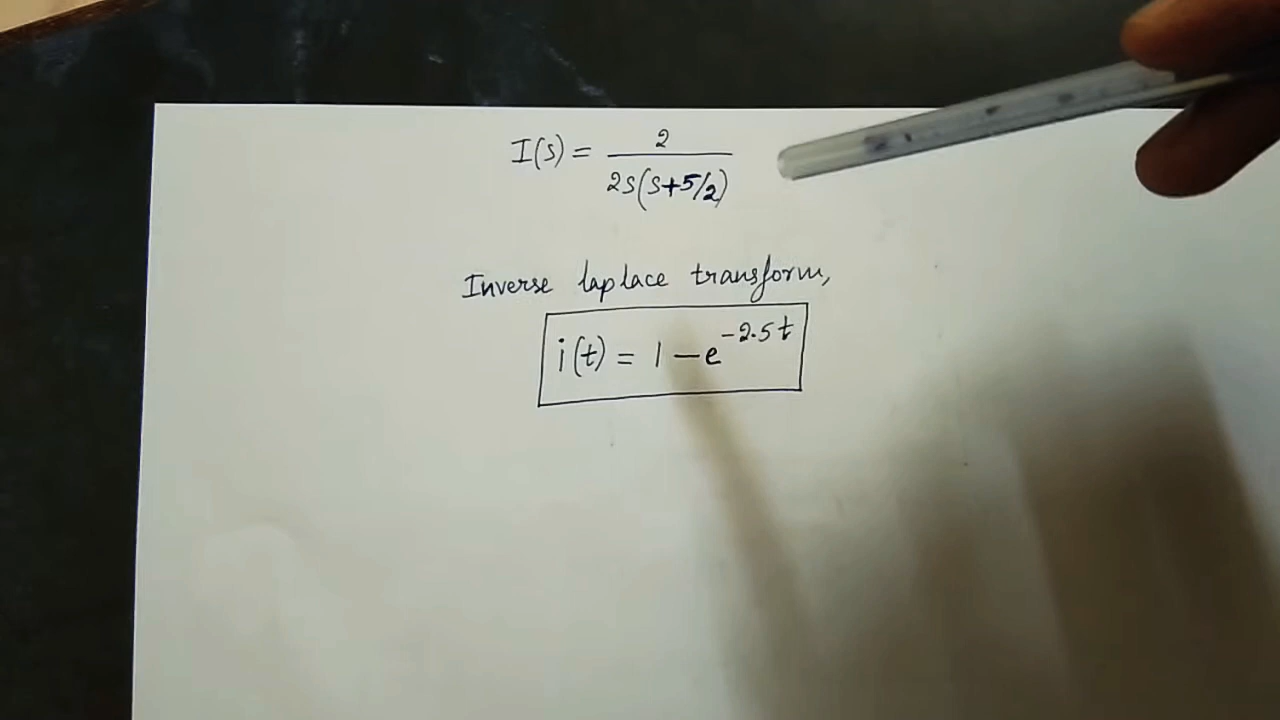 I(s) = 2 / 2s(s+5/2)
Inverse laplace transform,
i(t) = 1 − e^{-2.5t}